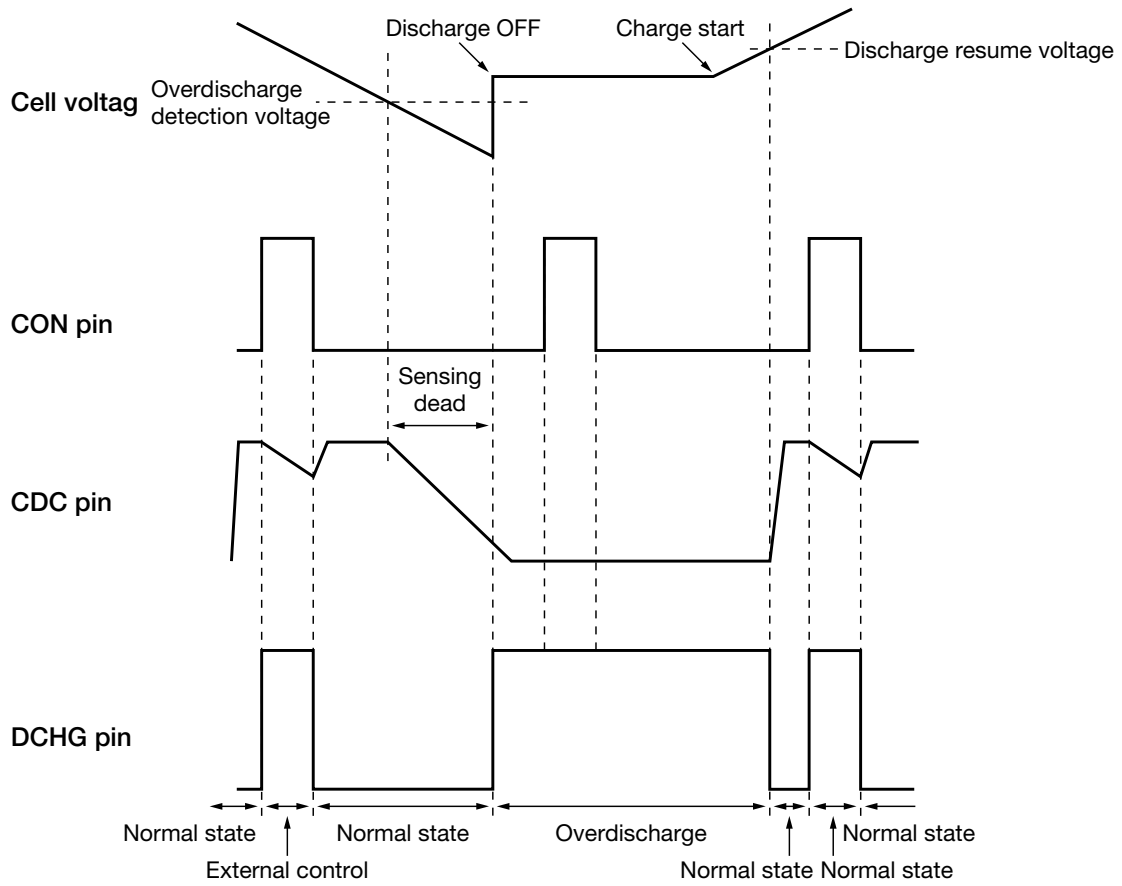 Discharge OFF
Charge start
Discharge resume voltage
Cell voltag
Overdischarge
detection voltage
CON pin
Sensing
dead
CDC pin
DCHG pin
Normal state
Normal state
Overdischarge
Normal state
External control
Normal state
Normal state